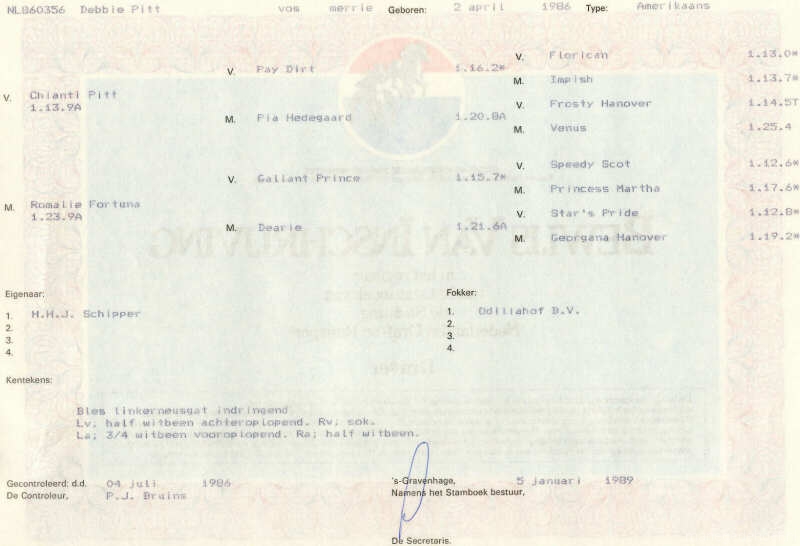 NL860356 Debbie Pitt vos merrie Geboren: 2 april 1986 Type: Amerikaans
V. Florican 1.13.0*
V. Pay Dirt 1.16.2*
M. Impish 1.13.7*
V. Chianti Pitt
1.13.9A
V. Frosty Hanover 1.14.5T
M. Pia Hedegaard 1.20.8A
M. Venus 1.25.4
V. Speedy Scot 1.12.6*
V. Gallant Prince 1.15.7*
M. Princess Martha 1.17.6*
M. Romalie Fortuna
1.23.9A
V. Star's Pride 1.12.8*
M. Dearie 1.21.6A
M. Georgana Hanover 1.19.2*
BEWIJS VAN INSCHRIJVING
Eigenaar:
1. H.H.J. Schipper
2.
3.
4.
Fokker:
1. Odiliahof B.V.
2.
3.
4.
Draver
Kentekens:
Bles linkerneusgat indringend.
Lv; half witbeen achteroplopend. Rv; sok.
La; 3/4 witbeen vooroplopend. Ra; half witbeen.
Gecontroleerd: d.d. 04 juli 1986
De Controleur, P.J. Bruins
's-Gravenhage, 5 januari 1989
Namens het Stamboek bestuur,
De Secretaris.